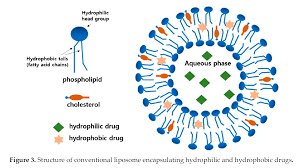 Hydrophilic
head group
Hydrophobic tails
(fatty acid chains)
phospholipid
cholesterol
hydrophilic drug
hydrophobic drug
Aqueous phase
Figure 3. Structure of conventional liposome encapsulating hydrophilic and hydrophobic drugs.